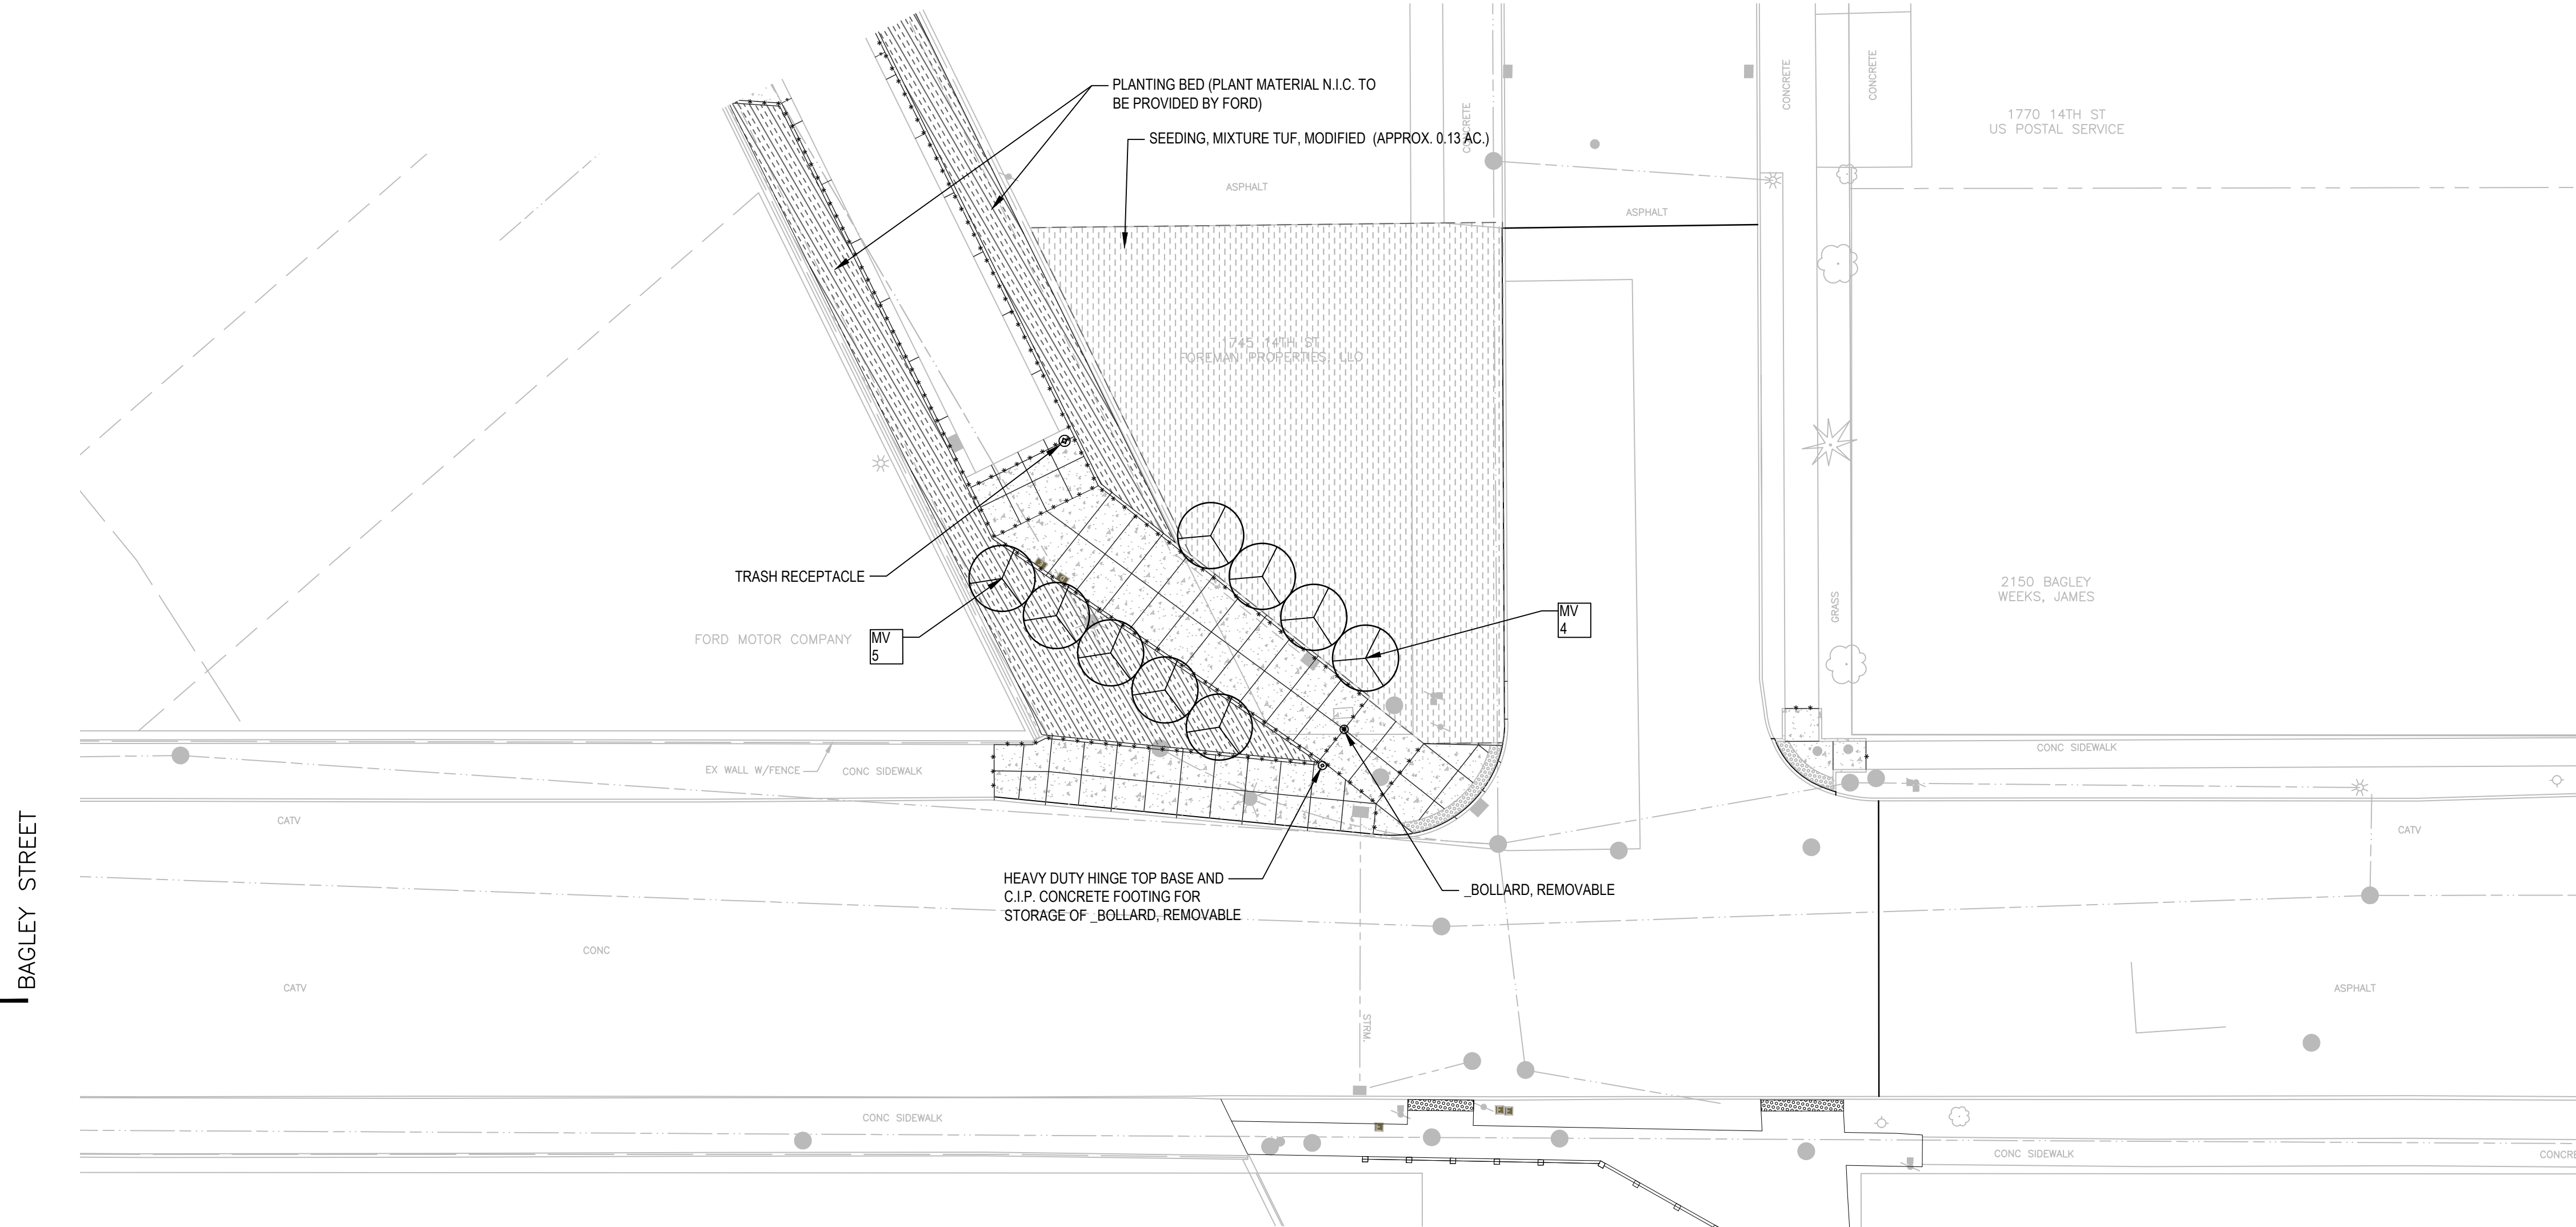 PLANTING BED (PLANT MATERIAL N.I.C. TO
BE PROVIDED BY FORD)
SEEDING, MIXTURE TUF, MODIFIED (APPROX. 0.13 AC.)
CONCRETE
CONCRETE
CONCRETE
1770 14TH ST
US POSTAL SERVICE
ASPHALT
ASPHALT
1745 14TH ST
FOREMAN PROPERTIES, LLC
TRASH RECEPTACLE
FORD MOTOR COMPANY
MV
5
MV
4
2150 BAGLEY
WEEKS, JAMES
GRASS
EX WALL W/FENCE
CONC SIDEWALK
CONC SIDEWALK
CATV
CATV
BAGLEY STREET
HEAVY DUTY HINGE TOP BASE AND
C.I.P. CONCRETE FOOTING FOR
STORAGE OF _BOLLARD, REMOVABLE
_BOLLARD, REMOVABLE
CONC
CATV
ASPHALT
STRM.
CONC SIDEWALK
CONC SIDEWALK
CONCRE